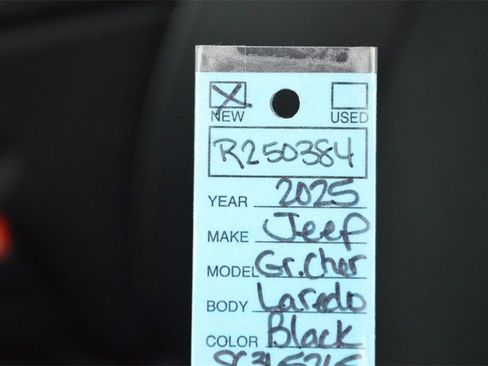 NEW USED
R250384
YEAR 2025
MAKE Jeep
MODEL Gr.Cher
BODY Laredo
COLOR Black